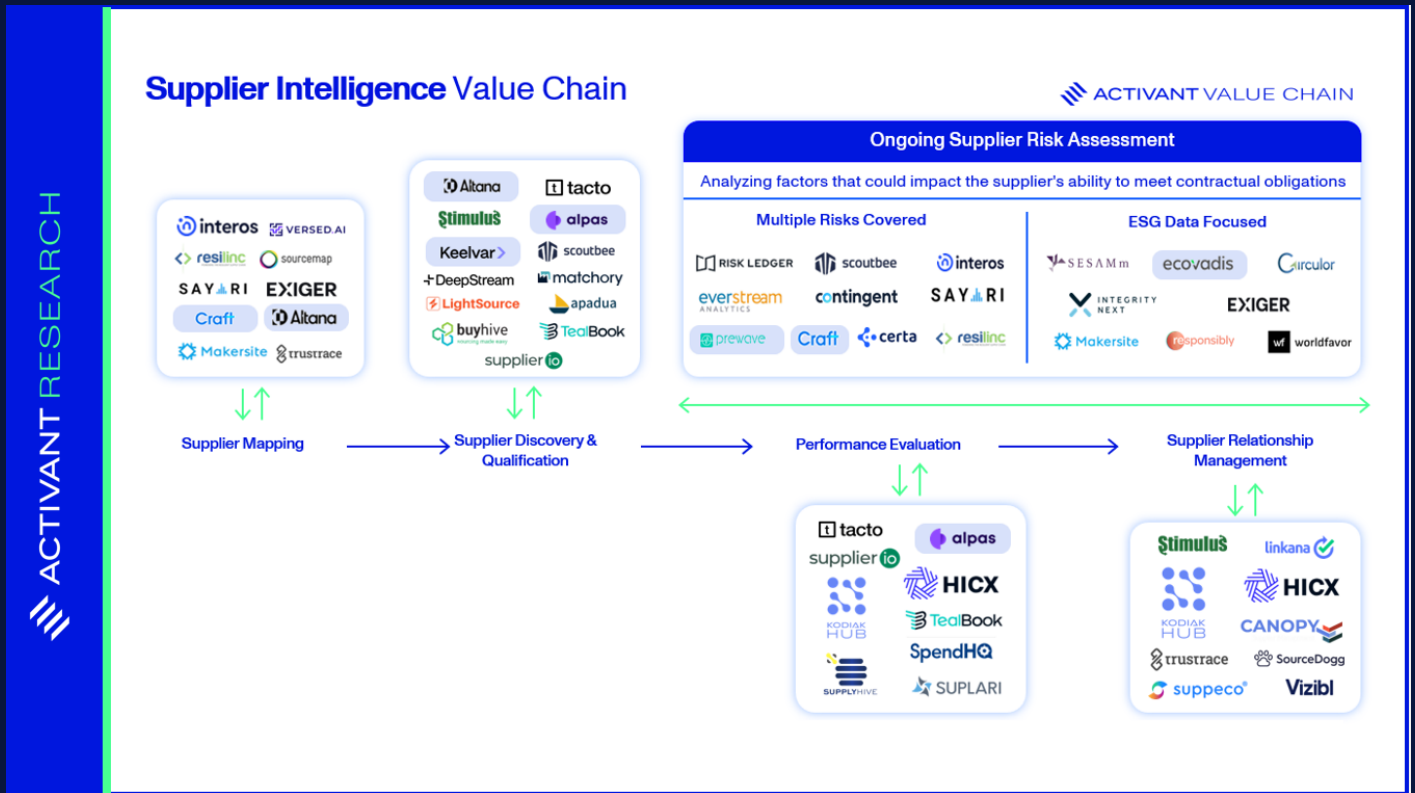 Supplier Intelligence Value Chain
ACTIVANT VALUE CHAIN
ACTIVANT RESEARCH
interos VERSED.AI
resilinc sourcemap
SAYARI EXIGER
Craft Altana
Makersite trustrace
Altana tacto
Stimulus alpas
Keelvar scoutbee
DeepStream matchory
LightSource apadua
buyhive TealBook
sourcing made easy
supplier io
Ongoing Supplier Risk Assessment
Analyzing factors that could impact the supplier's ability to meet contractual obligations
Multiple Risks Covered
RISK LEDGER scoutbee interos
everstream contingent SAYARI
ANALYTICS
prewave Craft certa resilinc
ESG Data Focused
SESAMm ecovadis Circulor
INTEGRITY EXIGER
NEXT
Makersite responsibly wf worldfavor
Supplier Mapping
Supplier Discovery &
Qualification
Performance Evaluation
Supplier Relationship
Management
t tacto alpas
supplier io
HICX
KODIAK
HUB
TealBook
SpendHQ
SUPPLYHIVE SUPLARI
Stimulus linkana
HICX
KODIAK
HUB
CANOPY
trustrace SourceDogg
suppeco Vizibl